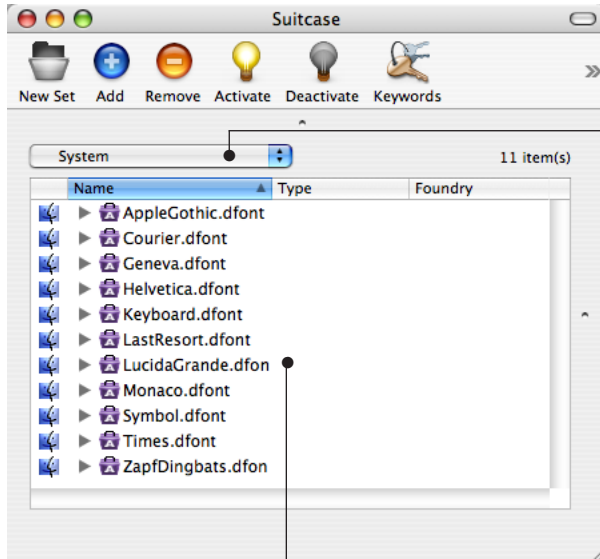 Suitcase
New Set Add Remove Activate Deactivate Keywords
System 11 item(s)
Name Type Foundry
AppleGothic.dfont
Courier.dfont
Geneva.dfont
Helvetica.dfont
Keyboard.dfont
LastResort.dfont
LucidaGrande.dfon
Monaco.dfont
Symbol.dfont
Times.dfont
ZapfDingbats.dfon